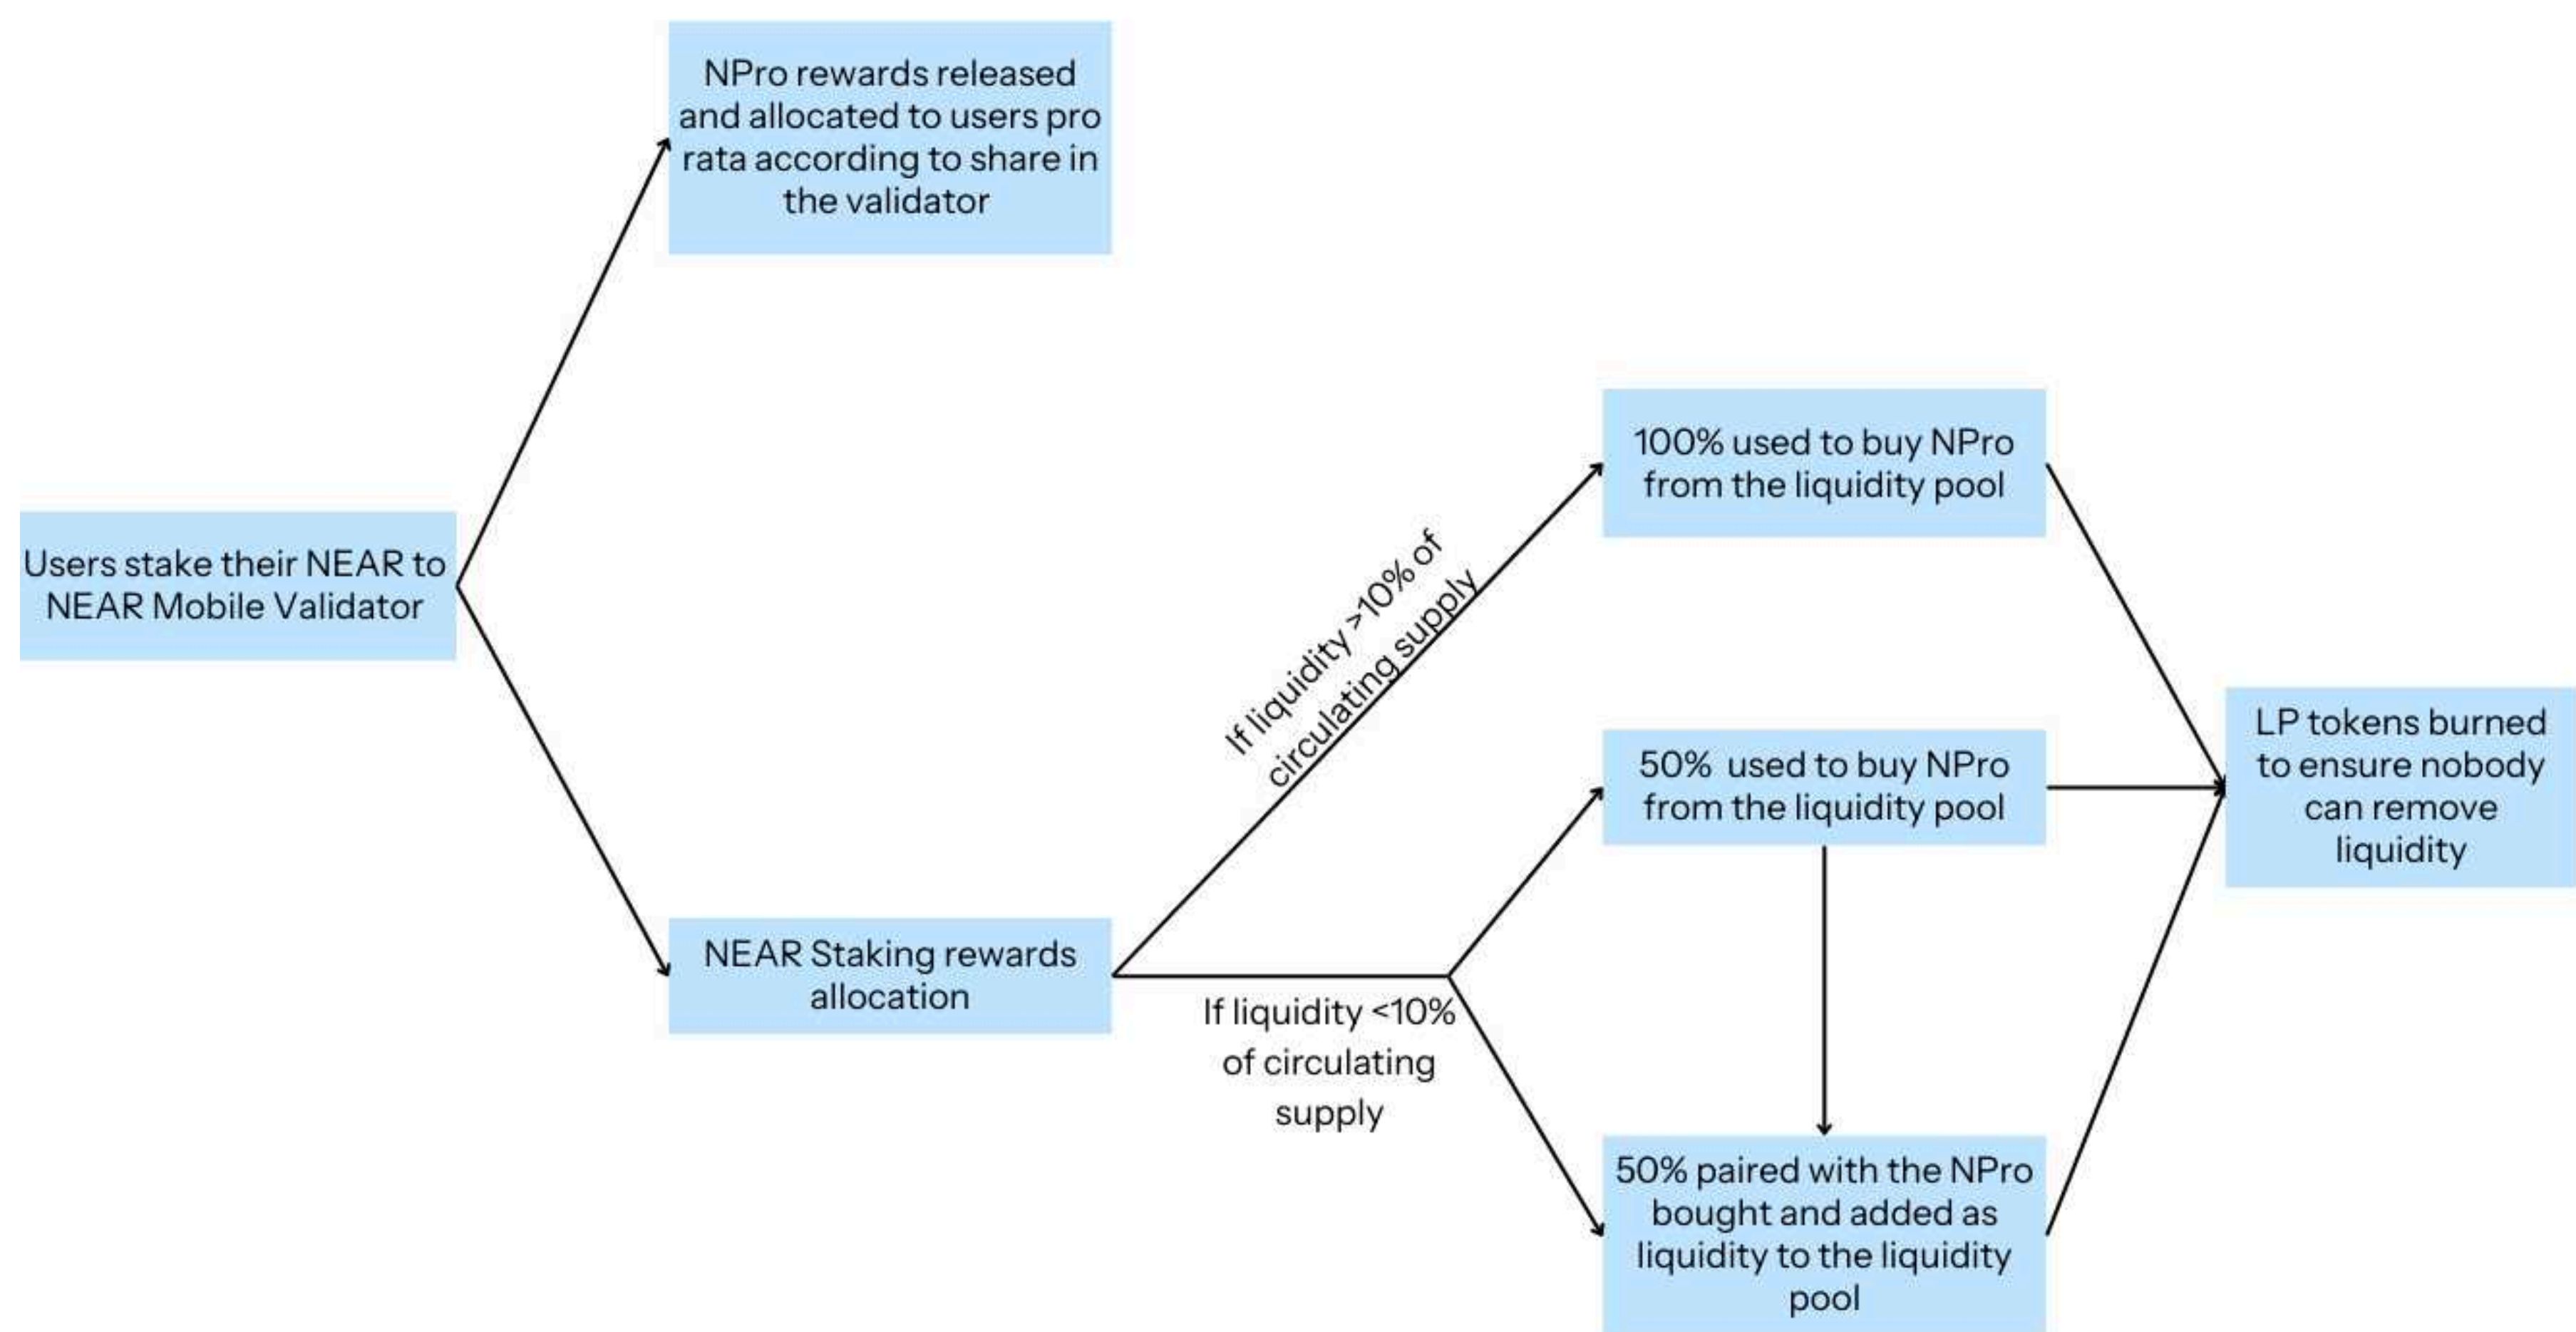 NPro rewards released
and allocated to users pro
rata according to share in
the validator
Users stake their NEAR to
NEAR Mobile Validator
NEAR Staking rewards
allocation
If liquidity >10% of
circulating supply
If liquidity <10%
of circulating
supply
100% used to buy NPro
from the liquidity pool
50% used to buy NPro
from the liquidity pool
50% paired with the NPro
bought and added as
liquidity to the liquidity
pool
LP tokens burned
to ensure nobody
can remove
liquidity